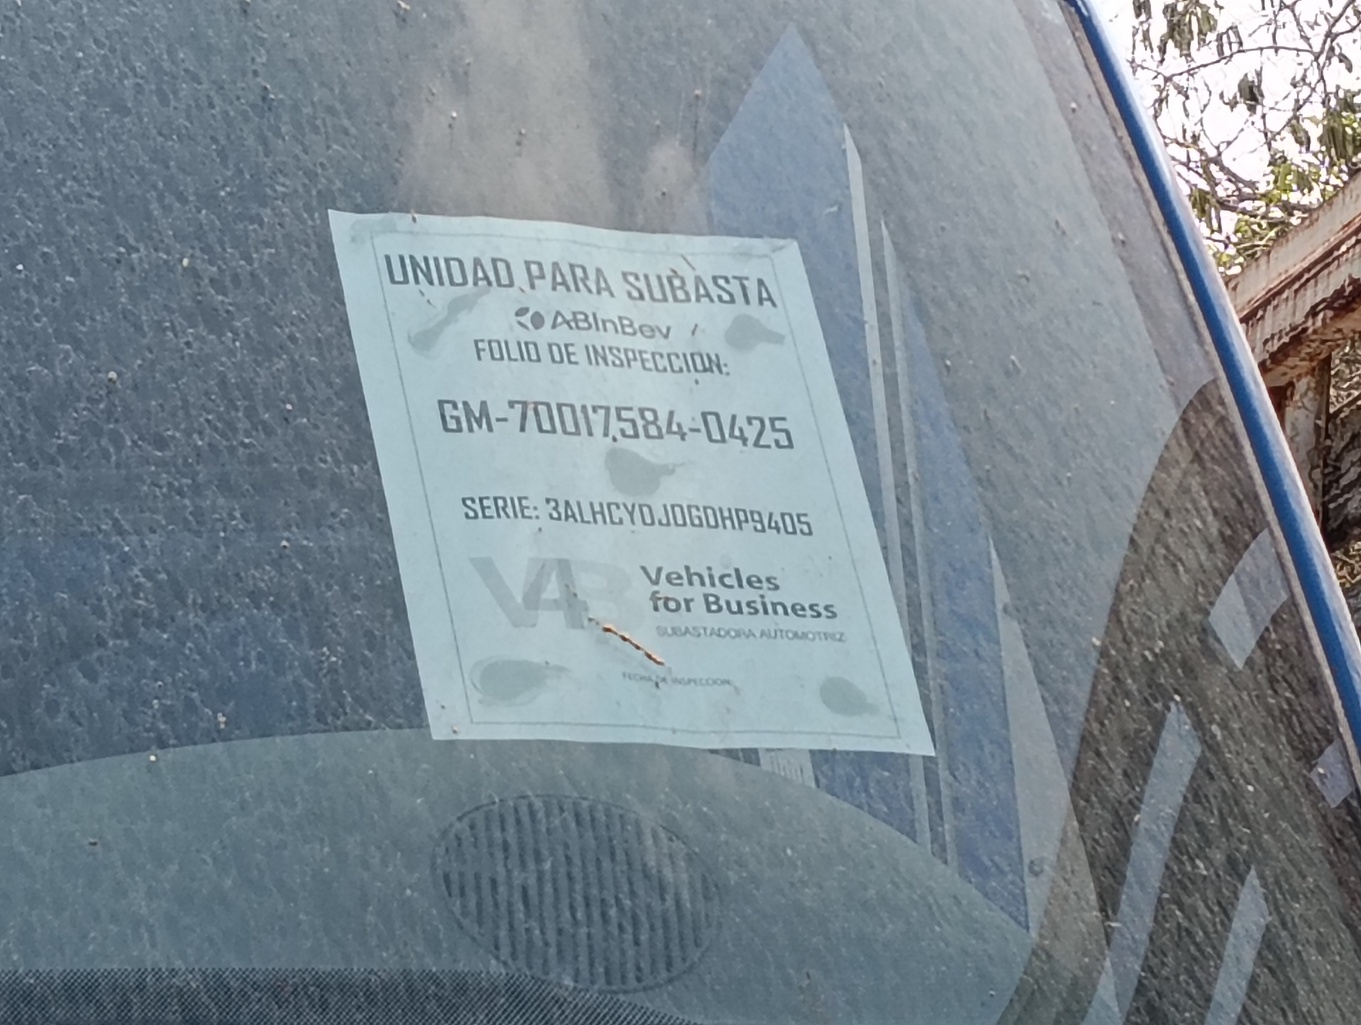 UNIDAD PARA SUBASTA
ABInBev
FOLIO DE INSPECCION:
GM-70017584-0425
SERIE: 3ALHCYDJ0GDHP9405
V4B
Vehicles
for Business
SUBASTADORA AUTOMOTRIZ
FECHA DE INSPECCION